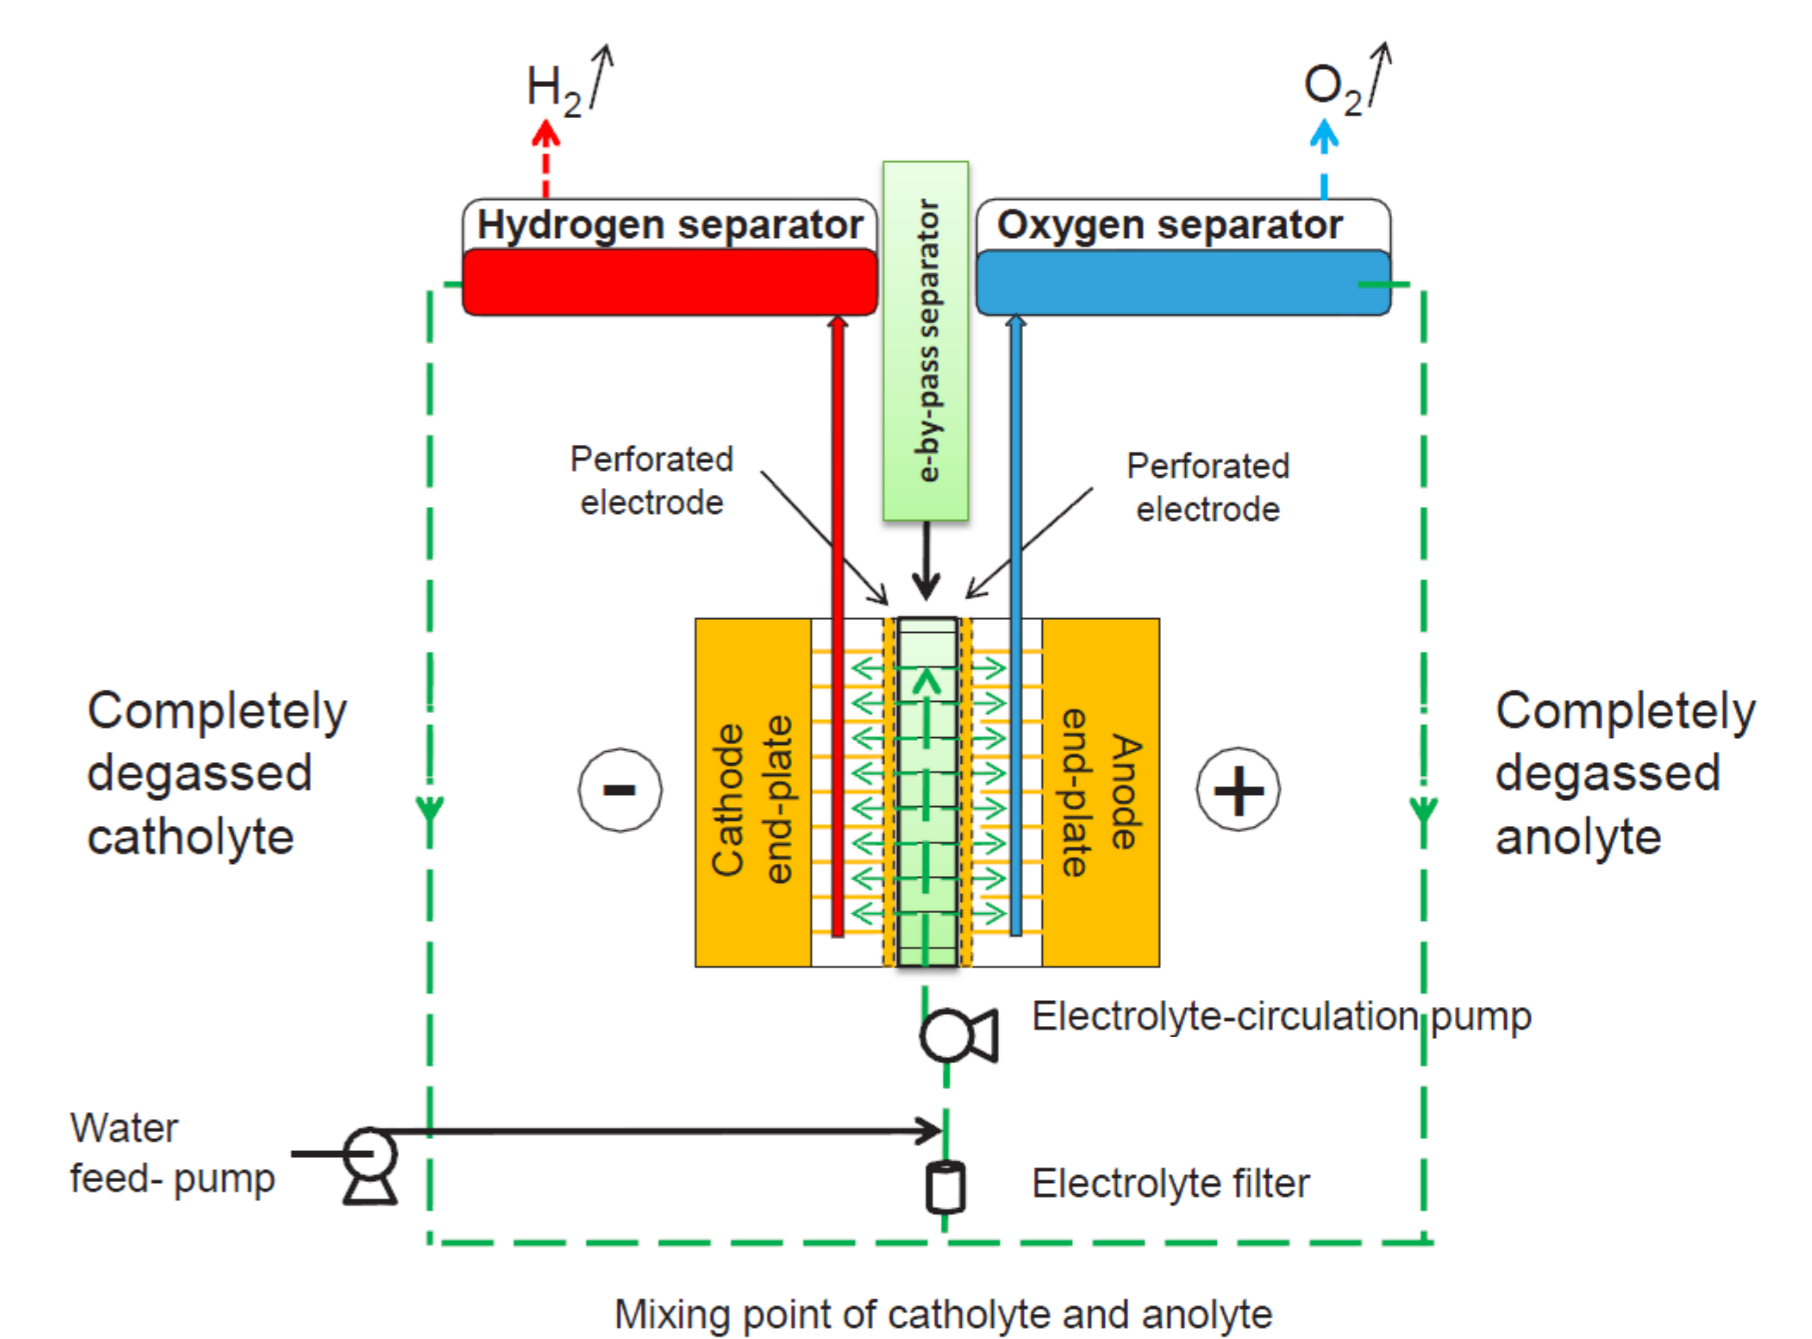 H₂
O₂
Hydrogen separator
e-by-pass separator
Oxygen separator
Perforated
electrode
Perforated
electrode
Completely
degassed
catholyte
-
Cathode
end-plate
Anode
end-plate
+
Completely
degassed
anolyte
Electrolyte-circulation pump
Water
feed- pump
Electrolyte filter
Mixing point of catholyte and anolyte